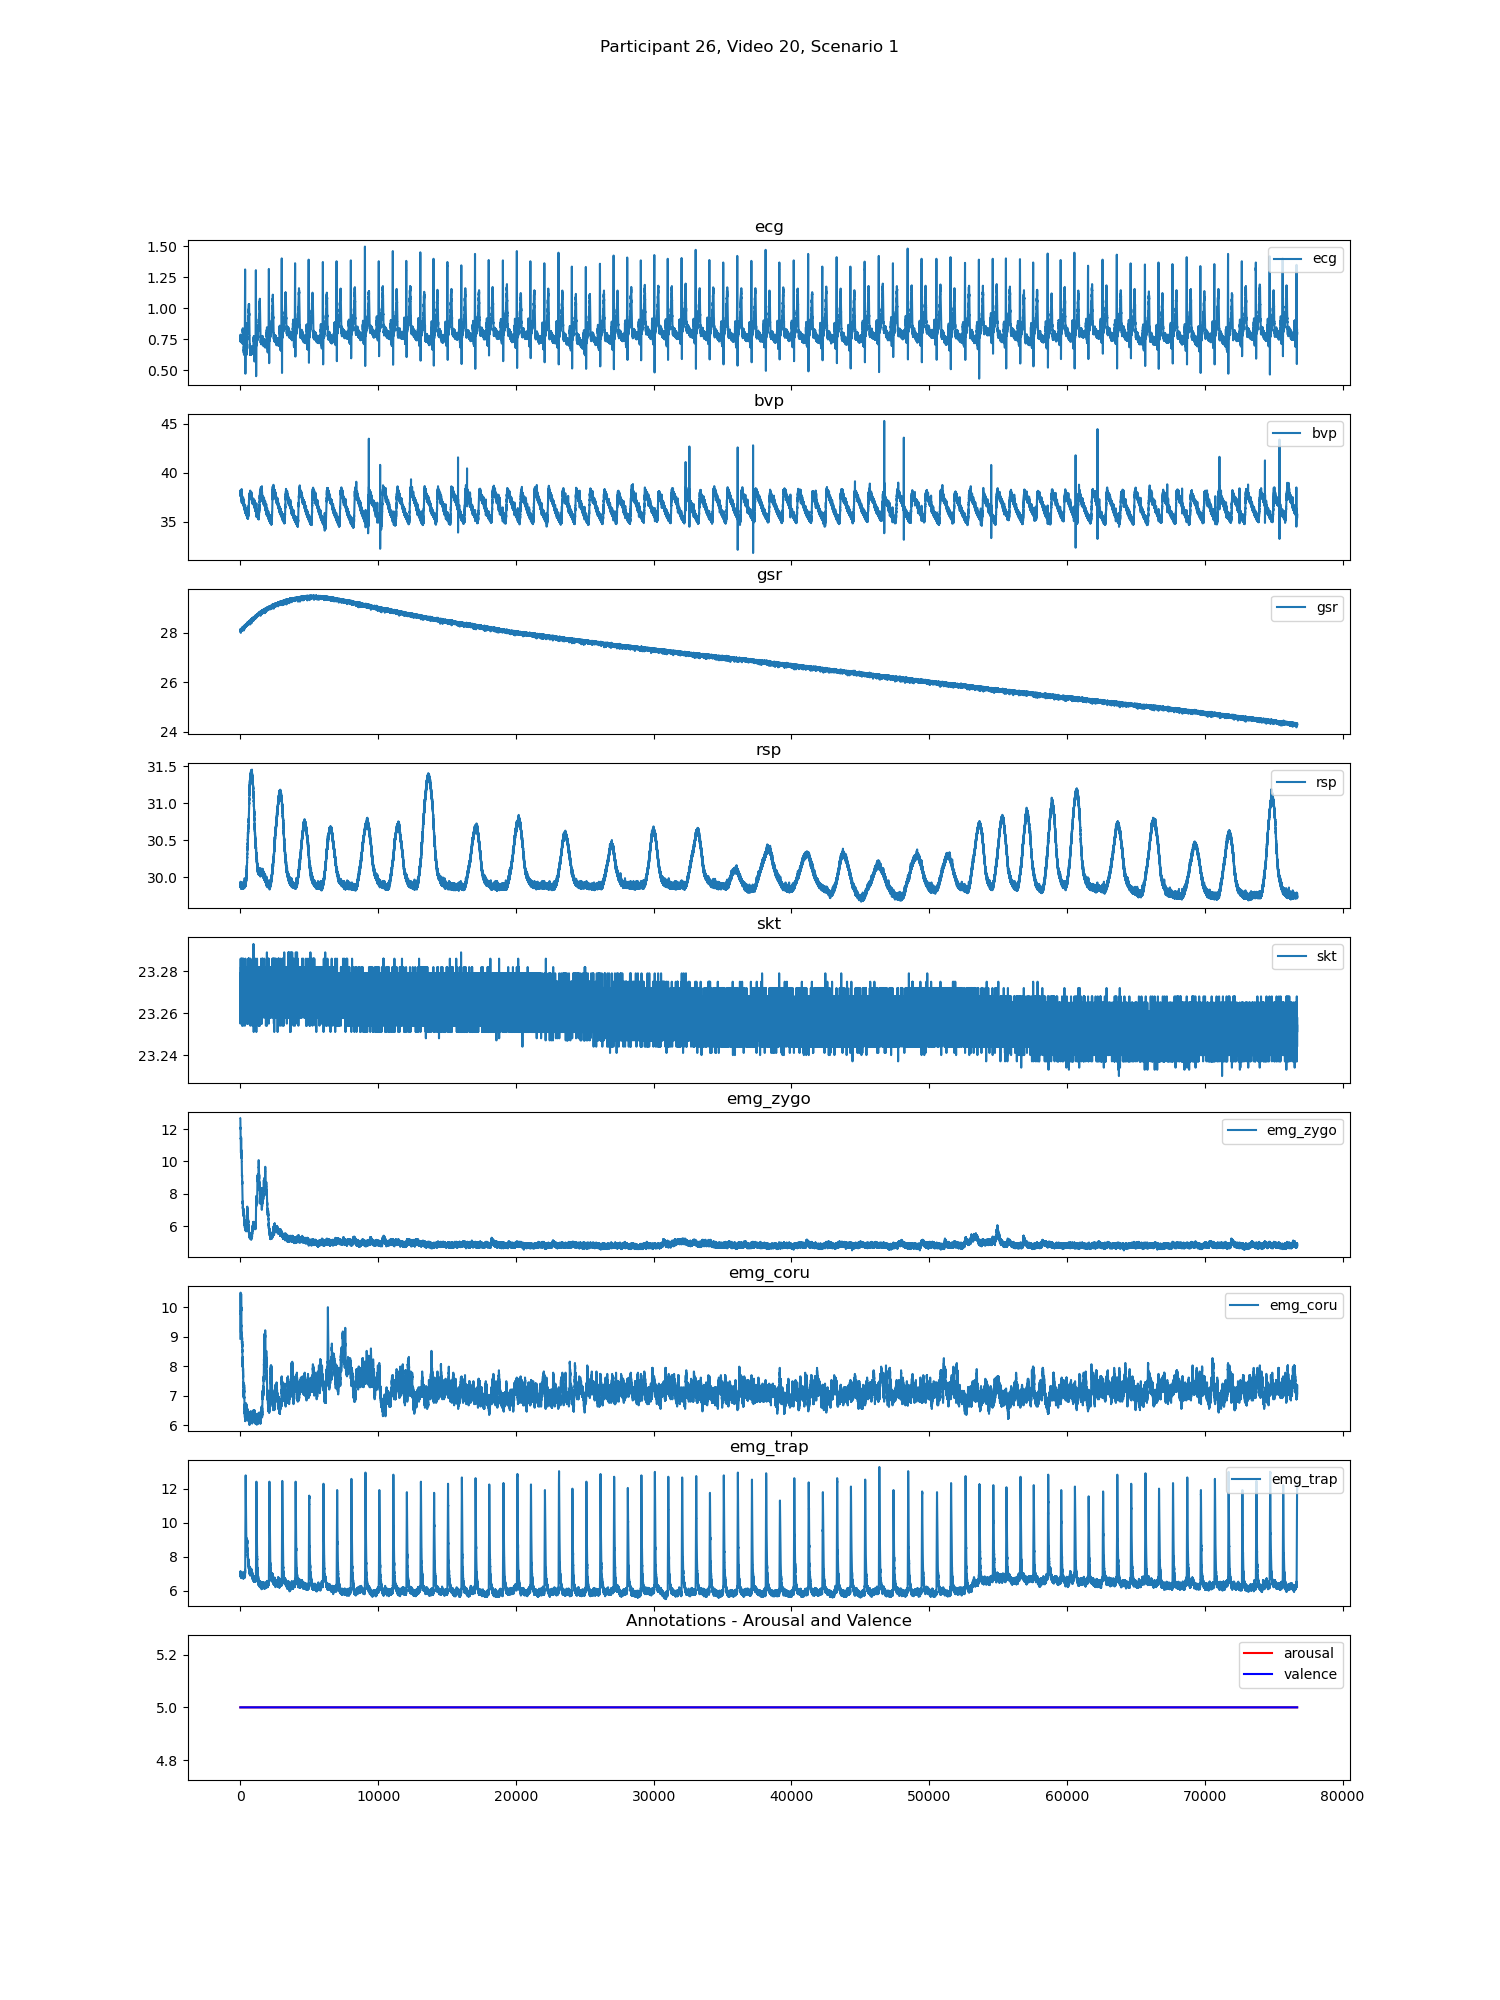 Participant 26, Video 20, Scenario 1
ecg
1.50
1.25
1.00
0.75
0.50
ecg
bvp
45
40
35
bvp
gsr
28
26
24
gsr
rsp
31.5
31.0
30.5
30.0
rsp
skt
23.28
23.26
23.24
skt
emg_zygo
12
10
8
6
emg_zygo
emg_coru
10
9
8
7
6
emg_coru
emg_trap
12
10
8
6
emg_trap
Annotations - Arousal and Valence
5.2
5.0
4.8
arousal
valence
0 10000 20000 30000 40000 50000 60000 70000 80000